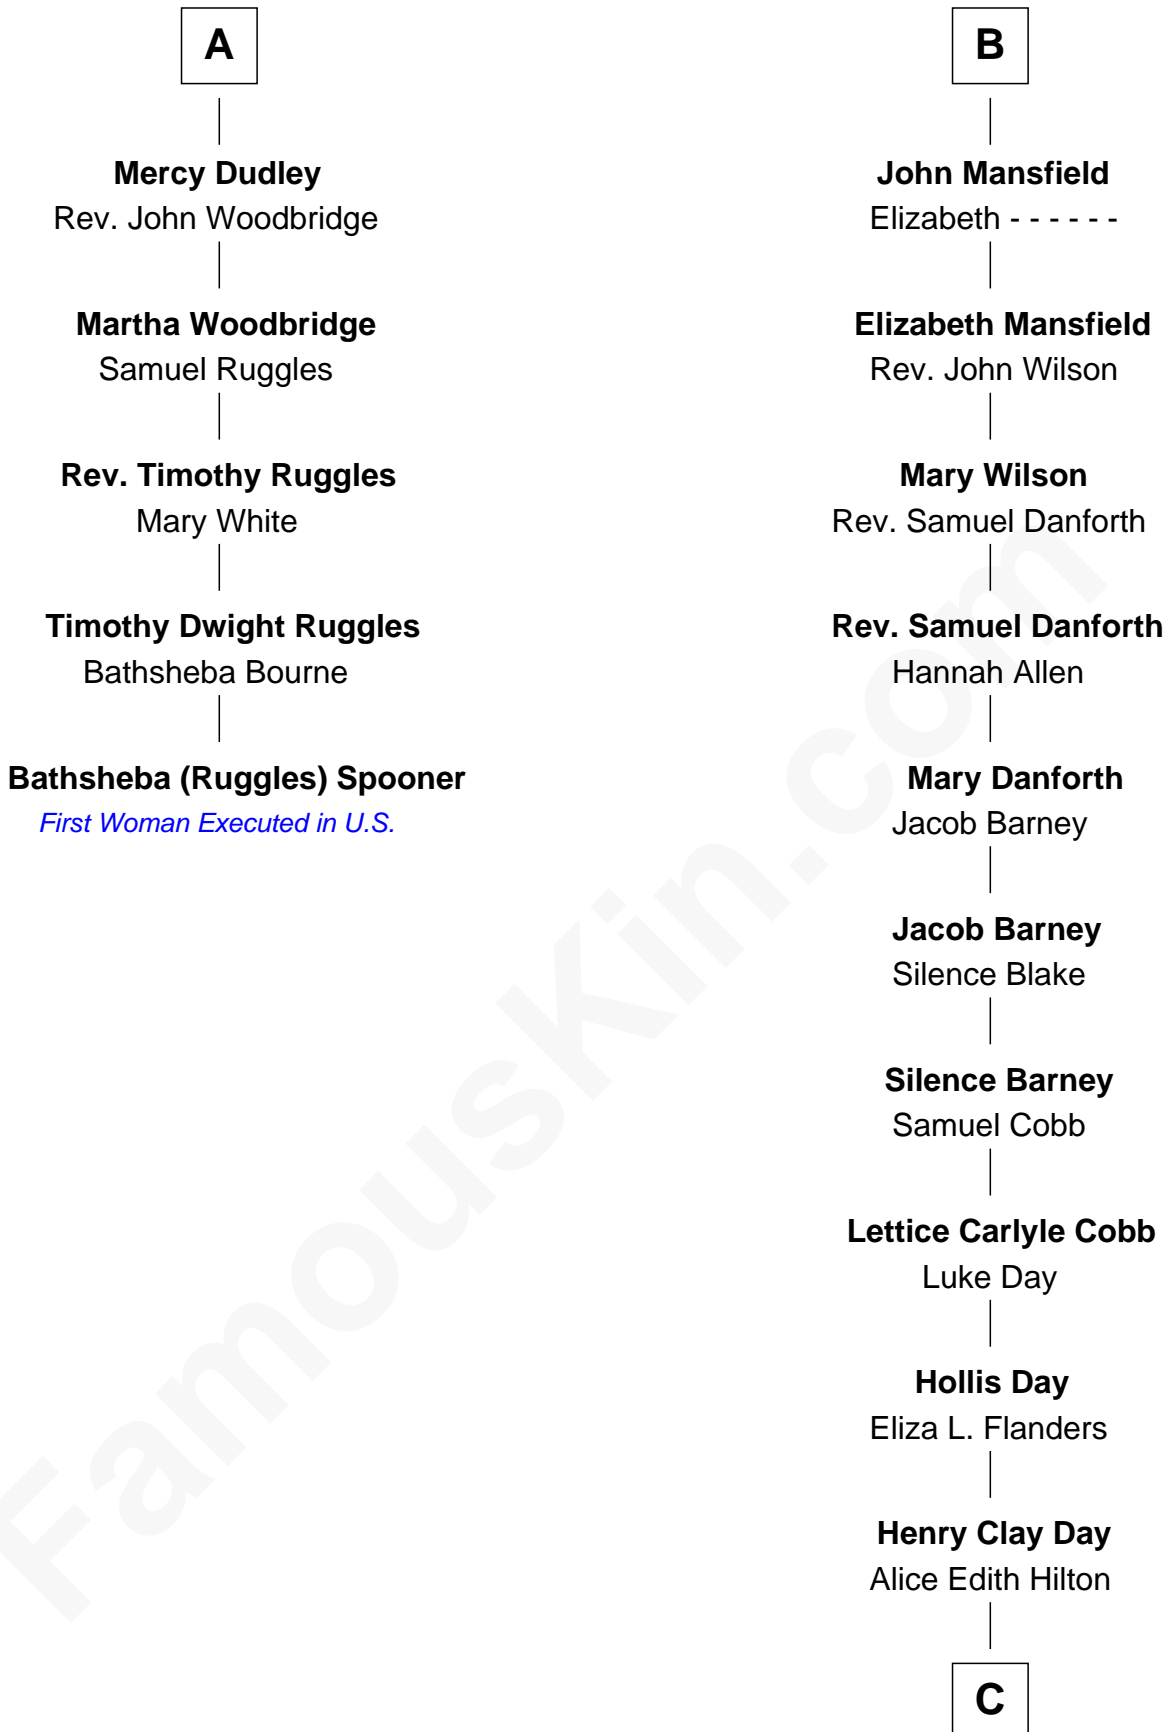 A
Mercy Dudley
Rev. John Woodbridge
Martha Woodbridge
Samuel Ruggles
Rev. Timothy Ruggles
Mary White
Timothy Dwight Ruggles
Bathsheba Bourne
Bathsheba (Ruggles) Spooner
First Woman Executed in U.S.
B
John Mansfield
Elizabeth - - - - - -
Elizabeth Mansfield
Rev. John Wilson
Mary Wilson
Rev. Samuel Danforth
Rev. Samuel Danforth
Hannah Allen
Mary Danforth
Jacob Barney
Jacob Barney
Silence Blake
Silence Barney
Samuel Cobb
Lettice Carlyle Cobb
Luke Day
Hollis Day
Eliza L. Flanders
Henry Clay Day
Alice Edith Hilton
C
FamousKin.com